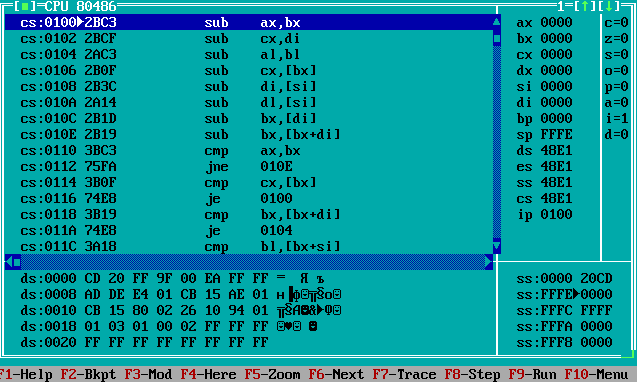 [■]=CPU 80486 1=[↑][↓]
cs:0100►2BC3 sub ax,bx ax 0000 c=0
cs:0102 2BCF sub cx,di bx 0000 z=0
cs:0104 2AC3 sub al,bl cx 0000 s=0
cs:0106 2B0F sub cx,[bx] dx 0000 o=0
cs:0108 2B3C sub di,[si] si 0000 p=0
cs:010A 2A14 sub dl,[si] di 0000 a=0
cs:010C 2B1D sub bx,[di] bp 0000 i=1
cs:010E 2B19 sub bx,[bx+di] sp FFFE d=0
cs:0110 3BC3 cmp ax,bx ds 48E1
cs:0112 75FA jne 010E es 48E1
cs:0114 3B0F cmp cx,[bx] ss 48E1
cs:0116 74E8 je 0100 cs 48E1
cs:0118 3B19 cmp bx,[bx+di] ip 0100
cs:011A 74E8 je 0104
cs:011C 3A18 cmp bl,[bx+si]
ds:0000 CD 20 FF 9F 00 EA FF FF = Я ъ ss:0000 20CD
ds:0008 AD DE E4 01 CB 15 AE 01 н▐ф☺╦§о☺ ss:FFFE►0000
ds:0010 CB 15 80 02 26 10 94 01 ╦§А☻&►Ф☺ ss:FFFC FFFF
ds:0018 01 03 01 00 02 FF FF FF ☺♥☺ ☻ ss:FFFA 0000
ds:0020 FF FF FF FF FF FF FF FF ss:FFF8 0000
F1-Help F2-Bkpt F3-Mod F4-Here F5-Zoom F6-Next F7-Trace F8-Step F9-Run F10-Menu